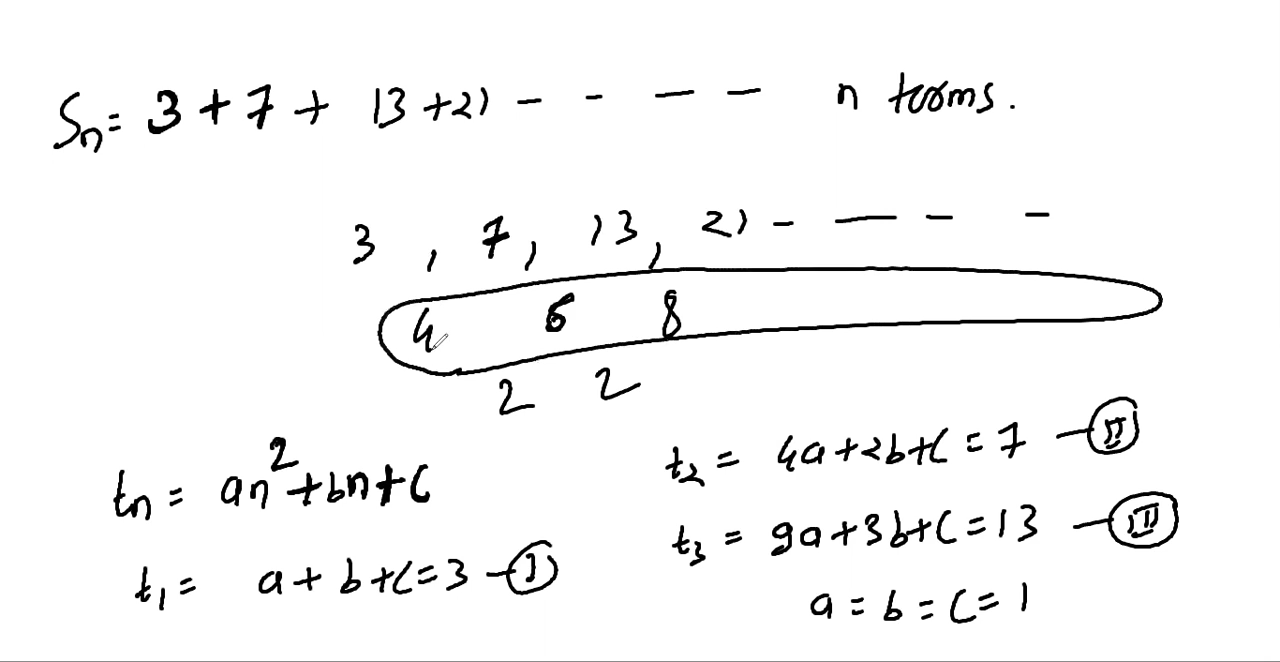 Sn= 3 + 7 + 13 +21 - - - - n terms.
3 , 7, 13, 21 - - - -
4 6 8
2 2
tn = an²+bn+c
t1 = a + b +c=3 -(I)
t2 = 4a+2b+c = 7 -(II)
t3 = 9a+3b+c=13 -(III)
a = b = c = 1